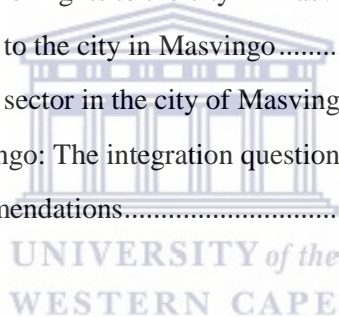 to the city in Masvingo........
sector in the city of Masving
ngo: The integration question
endations...................................
UNIVERSITY of the
WESTERN CAPE